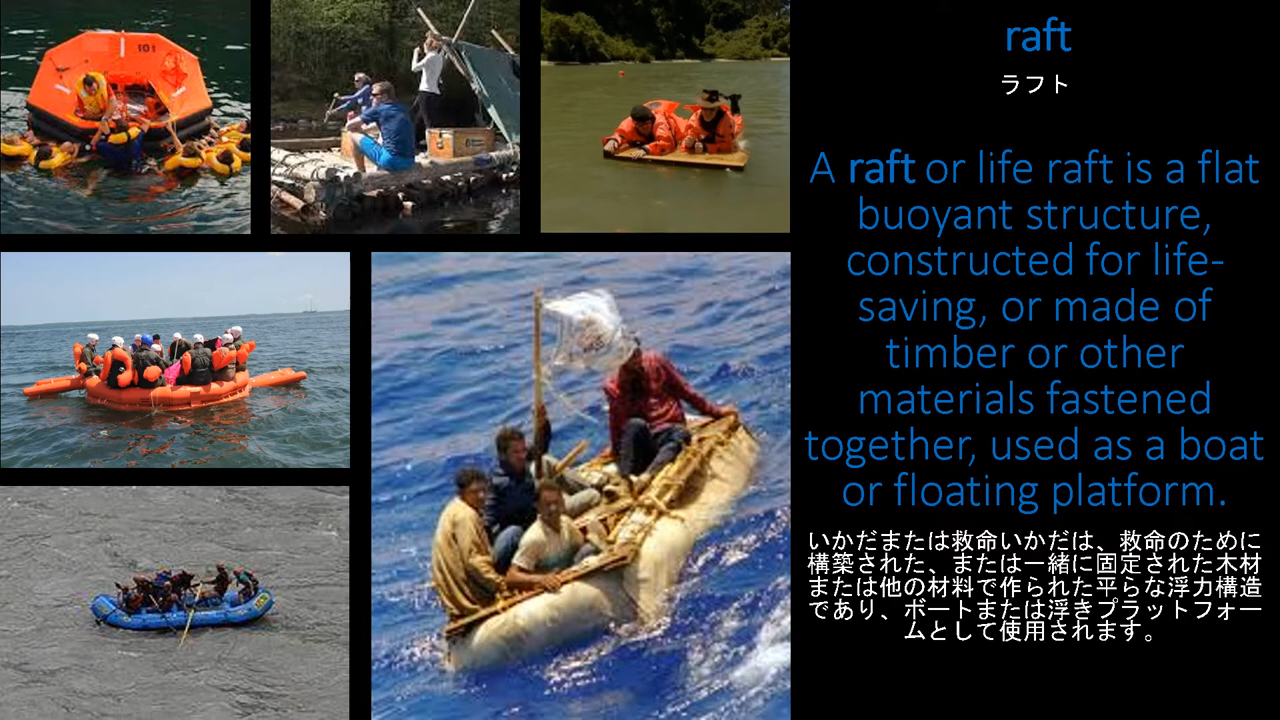 101
raft
ラフト
A raft or life raft is a flat
buoyant structure,
constructed for life-
saving, or made of
timber or other
materials fastened
together, used as a boat
or floating platform.
いかだまたは救命いかだは、救命のために
構築された、または一緒に固定された木材
または他の材料で作られた平らな浮力構造
であり、ボートまたは浮きプラットフォー
ムとして使用されます。